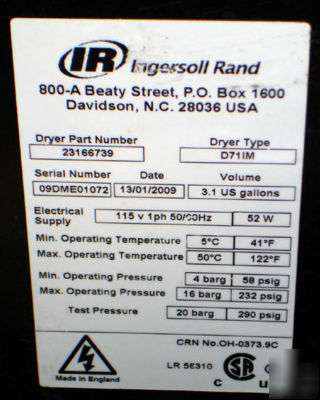 IR Ingersoll Rand
800-A Beaty Street, P.O. Box 1600
Davidson, N.C. 28036 USA
Dryer Part Number Dryer Type
23166739 D71IM
Serial Number Date Volume
09DME01072 13/01/2009 3.1 US gallons
Electrical Supply 115 v 1ph 50/60Hz 52 W
Min. Operating Temperature 5°C 41°F
Max. Operating Temperature 50°C 122°F
Min. Operating Pressure 4 barg 58 psig
Max. Operating Pressure 16 barg 232 psig
Test Pressure 20 barg 290 psig
CRN No.OH-0373.9C
Made in England
LR 56310
C US